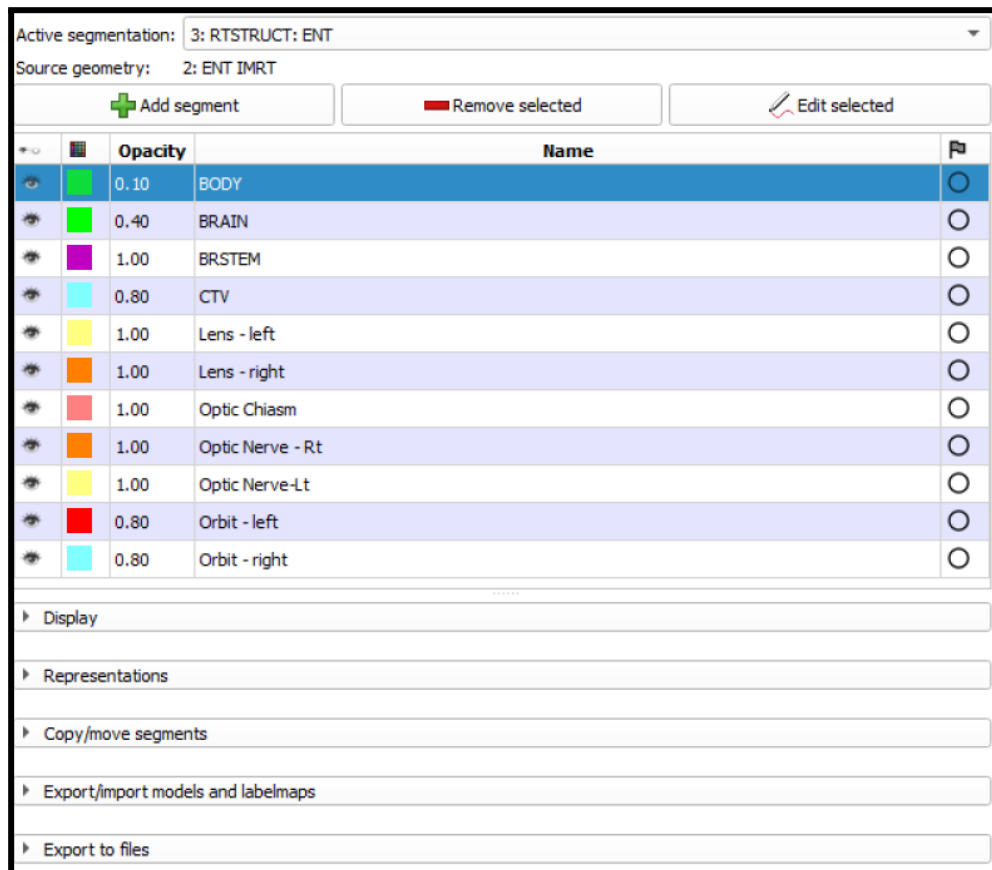 Active segmentation: 3: RTSTRUCT: ENT
Source geometry: 2: ENT IMRT
Add segment Remove selected Edit selected
Opacity Name
0.10 BODY
0.40 BRAIN
1.00 BRSTEM
0.80 CTV
1.00 Lens - left
1.00 Lens - right
1.00 Optic Chiasm
1.00 Optic Nerve - Rt
1.00 Optic Nerve-Lt
0.80 Orbit - left
0.80 Orbit - right
Display
Representations
Copy/move segments
Export/import models and labelmaps
Export to files